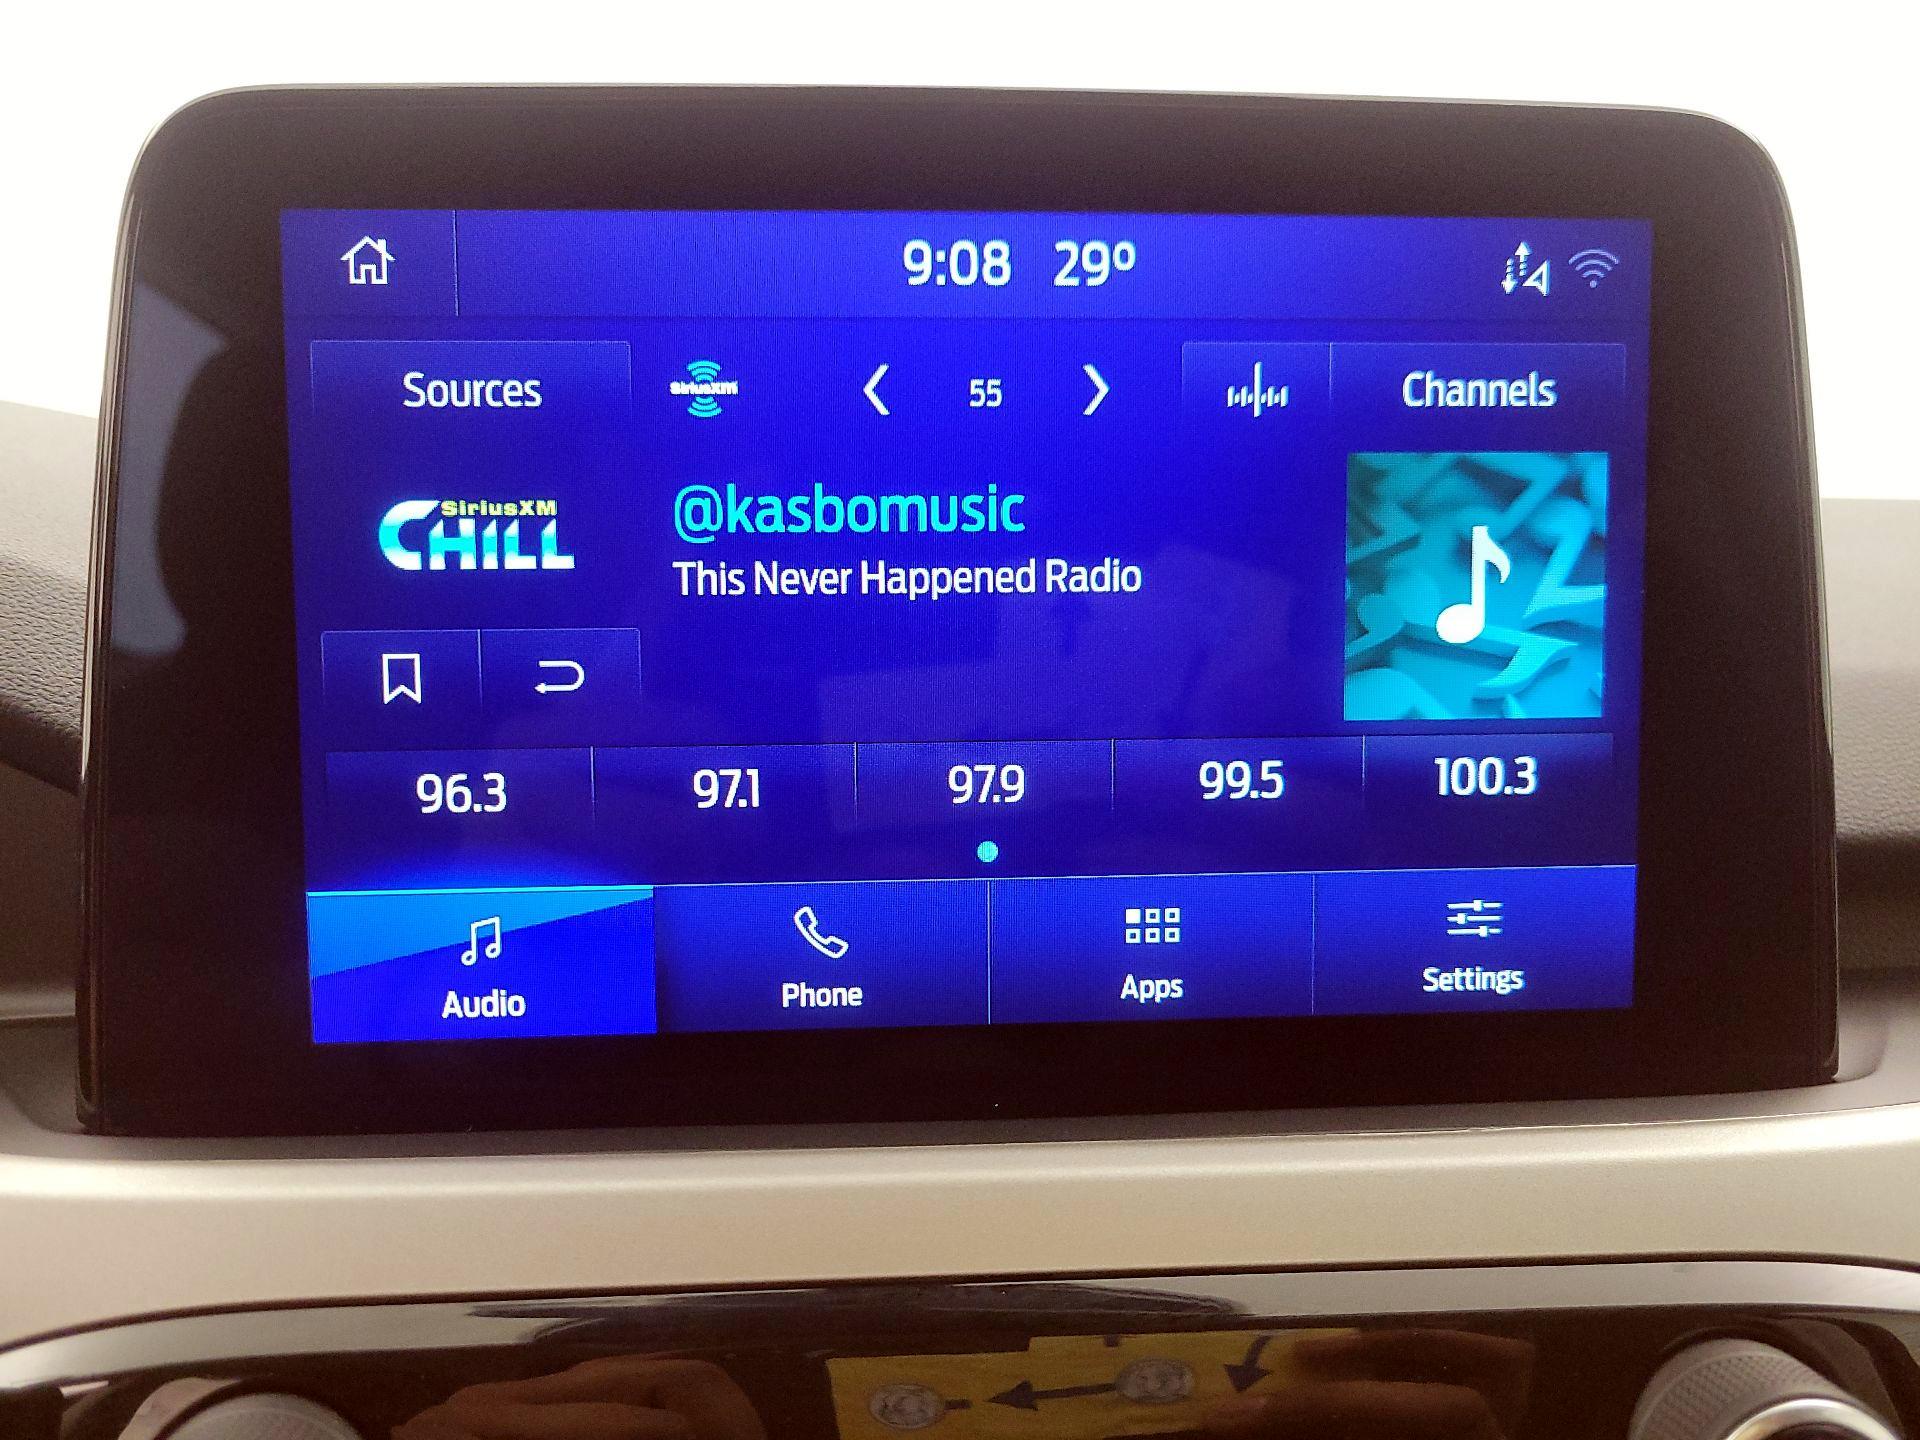 9:08 29º
Sources
SiriusXM
55
Channels
SiriusXM
CHILL
@kasbomusic
This Never Happened Radio
96.3
97.1
97.9
99.5
100.3
Audio
Phone
Apps
Settings